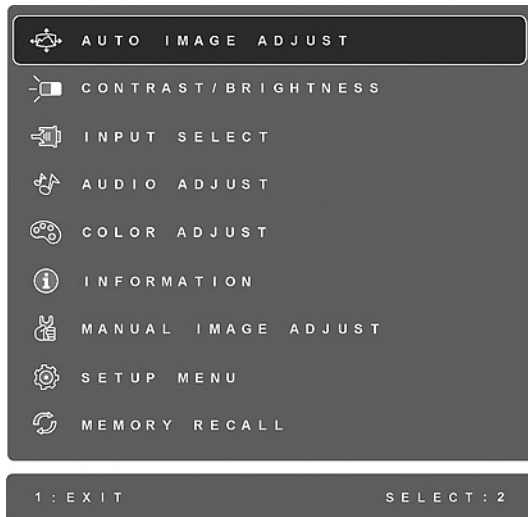 AUTO IMAGE ADJUST
CONTRAST/BRIGHTNESS
INPUT SELECT
AUDIO ADJUST
COLOR ADJUST
INFORMATION
MANUAL IMAGE ADJUST
SETUP MENU
MEMORY RECALL
1:EXIT SELECT:2